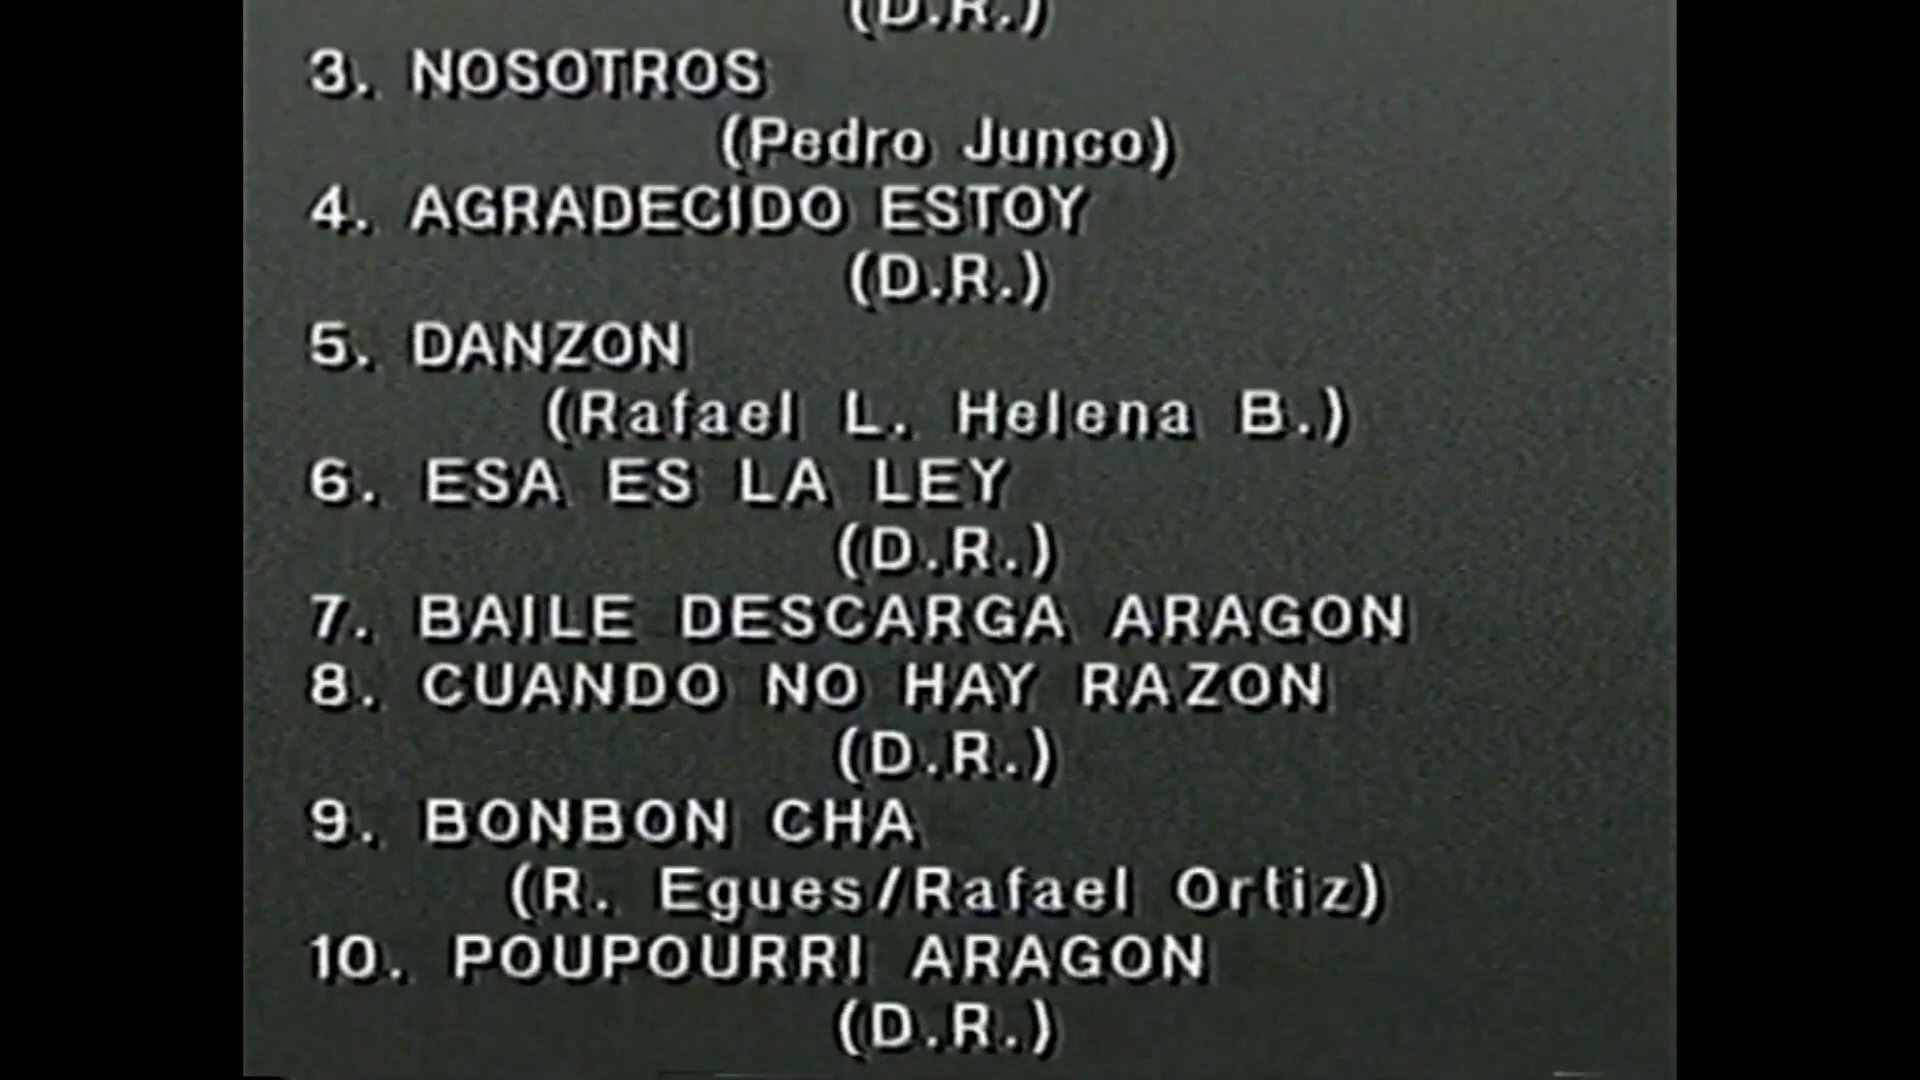 (D.R.)
3. NOSOTROS
(Pedro Junco)
4. AGRADECIDO ESTOY
(D.R.)
5. DANZON
(Rafael L. Helena B.)
6. ESA ES LA LEY
(D.R.)
7. BAILE DESCARGA ARAGON
8. CUANDO NO HAY RAZON
(D.R.)
9. BONBON CHA
(R. Egues/Rafael Ortiz)
10. POUPOURRI ARAGON
(D.R.)